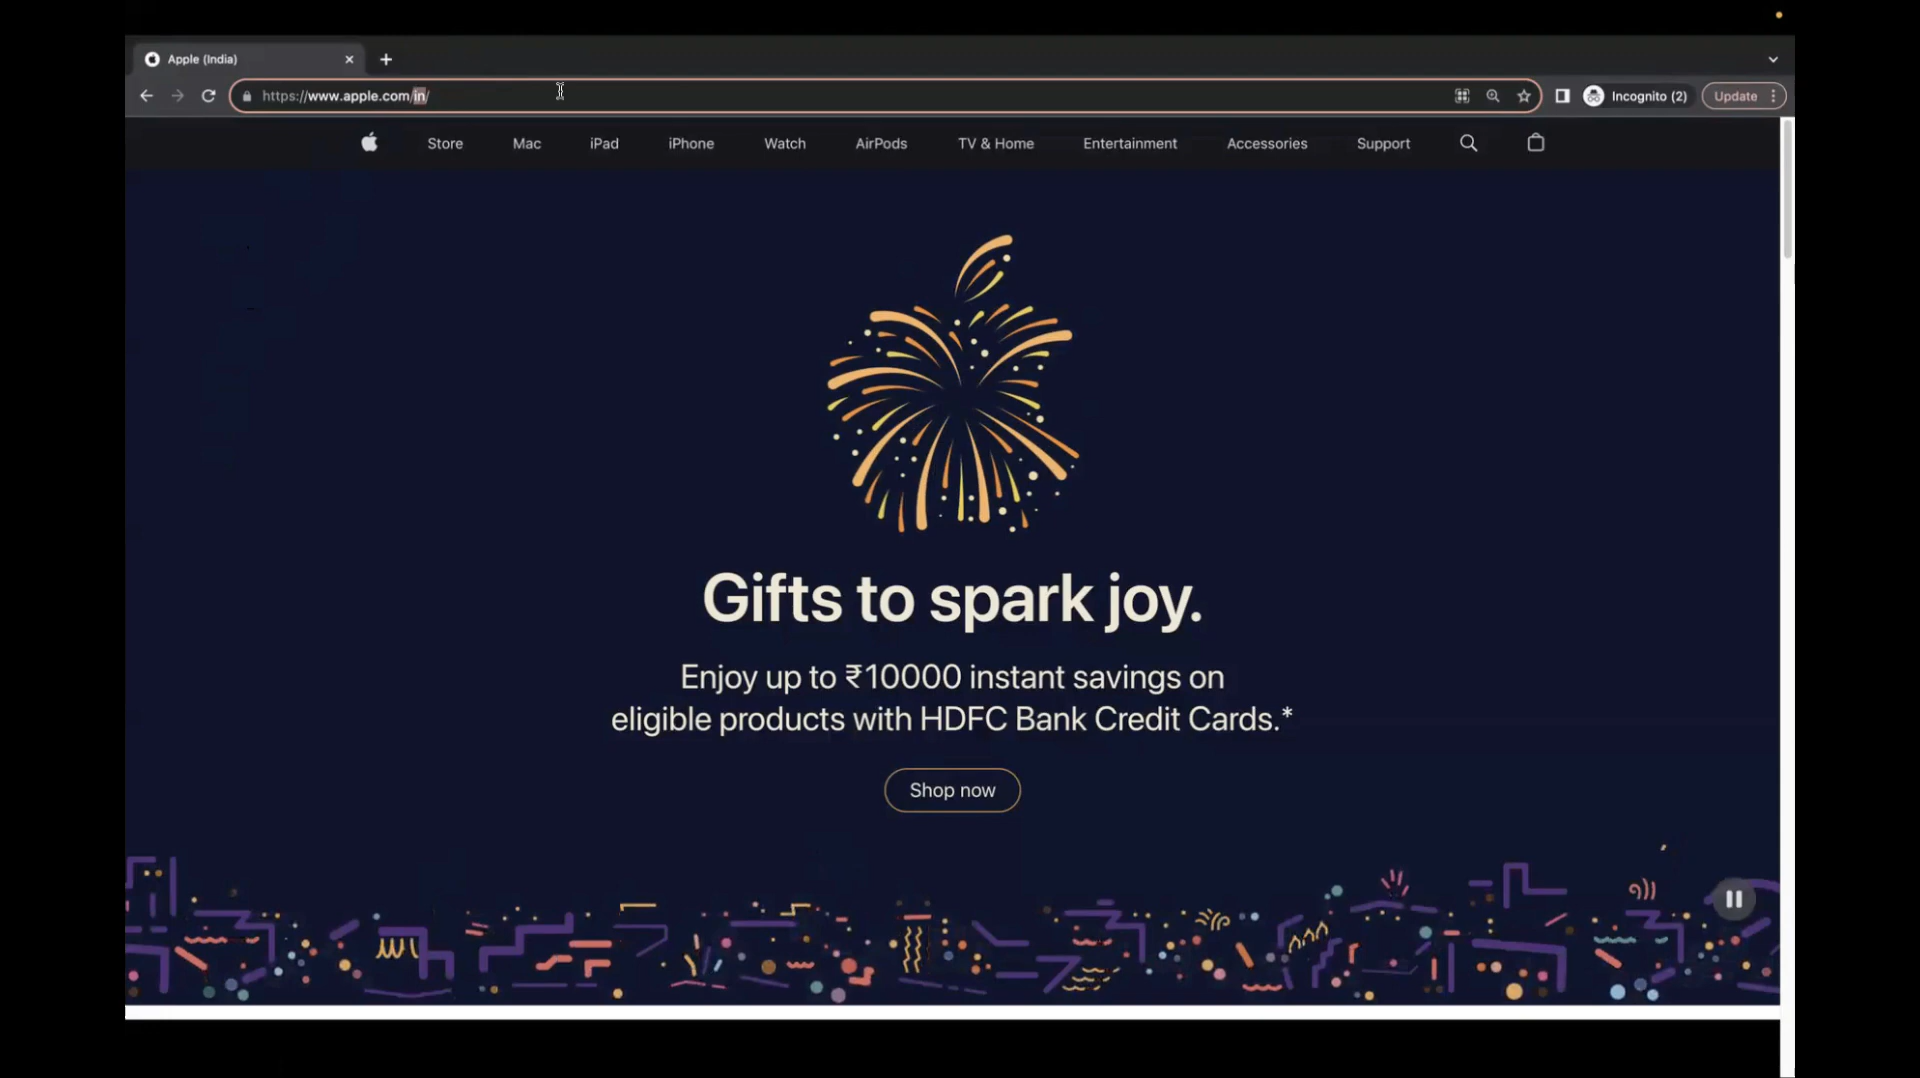 Apple (India)
https://www.apple.com/in/
Incognito (2)
Update
Store
Mac
iPad
iPhone
Watch
AirPods
TV & Home
Entertainment
Accessories
Support
Gifts to spark joy.
Enjoy up to ₹10000 instant savings on
eligible products with HDFC Bank Credit Cards.*
Shop now